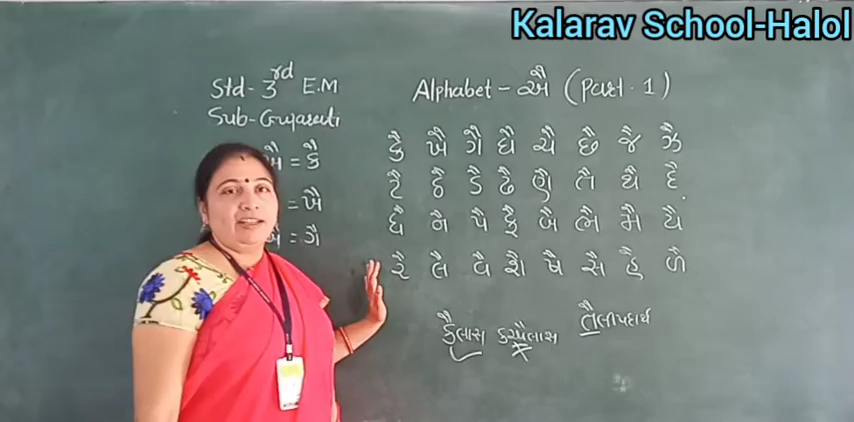 Kalarav School-Halol
Std- 3rd E.M
Sub- Gujarati
Alphabet - ઐ (Part - 1)
કૈ ખૈ ગૈ ઘૈ ચૈ છૈ જૈ ઝૈ
ટૈ ઠૈ ડૈ ઢૈ ણૈ તૈ થૈ દૈ
ધૈ નૈ પૈ ફૈ બૈ ભૈ મૈ યૈ
રૈ લૈ વૈ શૈ ષૈ સૈ હૈ ળૈ
= કૈ
= ખૈ
= ગૈ
કૈલાસ તૈલીપદાર્થ